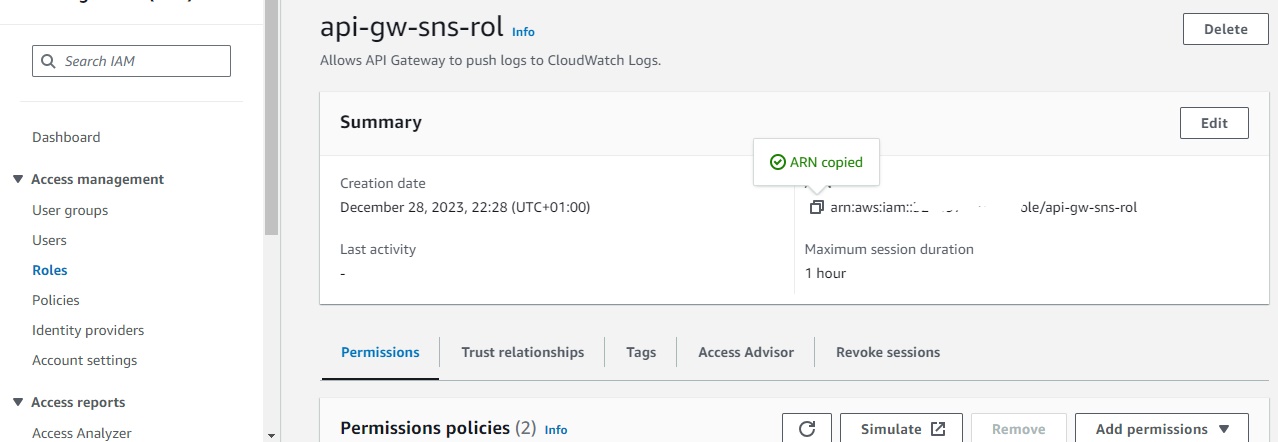 api-gw-sns-rol Info
Delete
Allows API Gateway to push logs to CloudWatch Logs.
Search IAM
Summary
Edit
Dashboard
ARN copied
Access management
Creation date
User groups
December 28, 2023, 22:28 (UTC+01:00)
arn:aws:iam:: ole/api-gw-sns-rol
Users
Last activity
Maximum session duration
Roles
-
1 hour
Policies
Identity providers
Account settings
Permissions
Trust relationships
Tags
Access Advisor
Revoke sessions
Access reports
Access Analyzer
Permissions policies (2) Info
Simulate
Remove
Add permissions